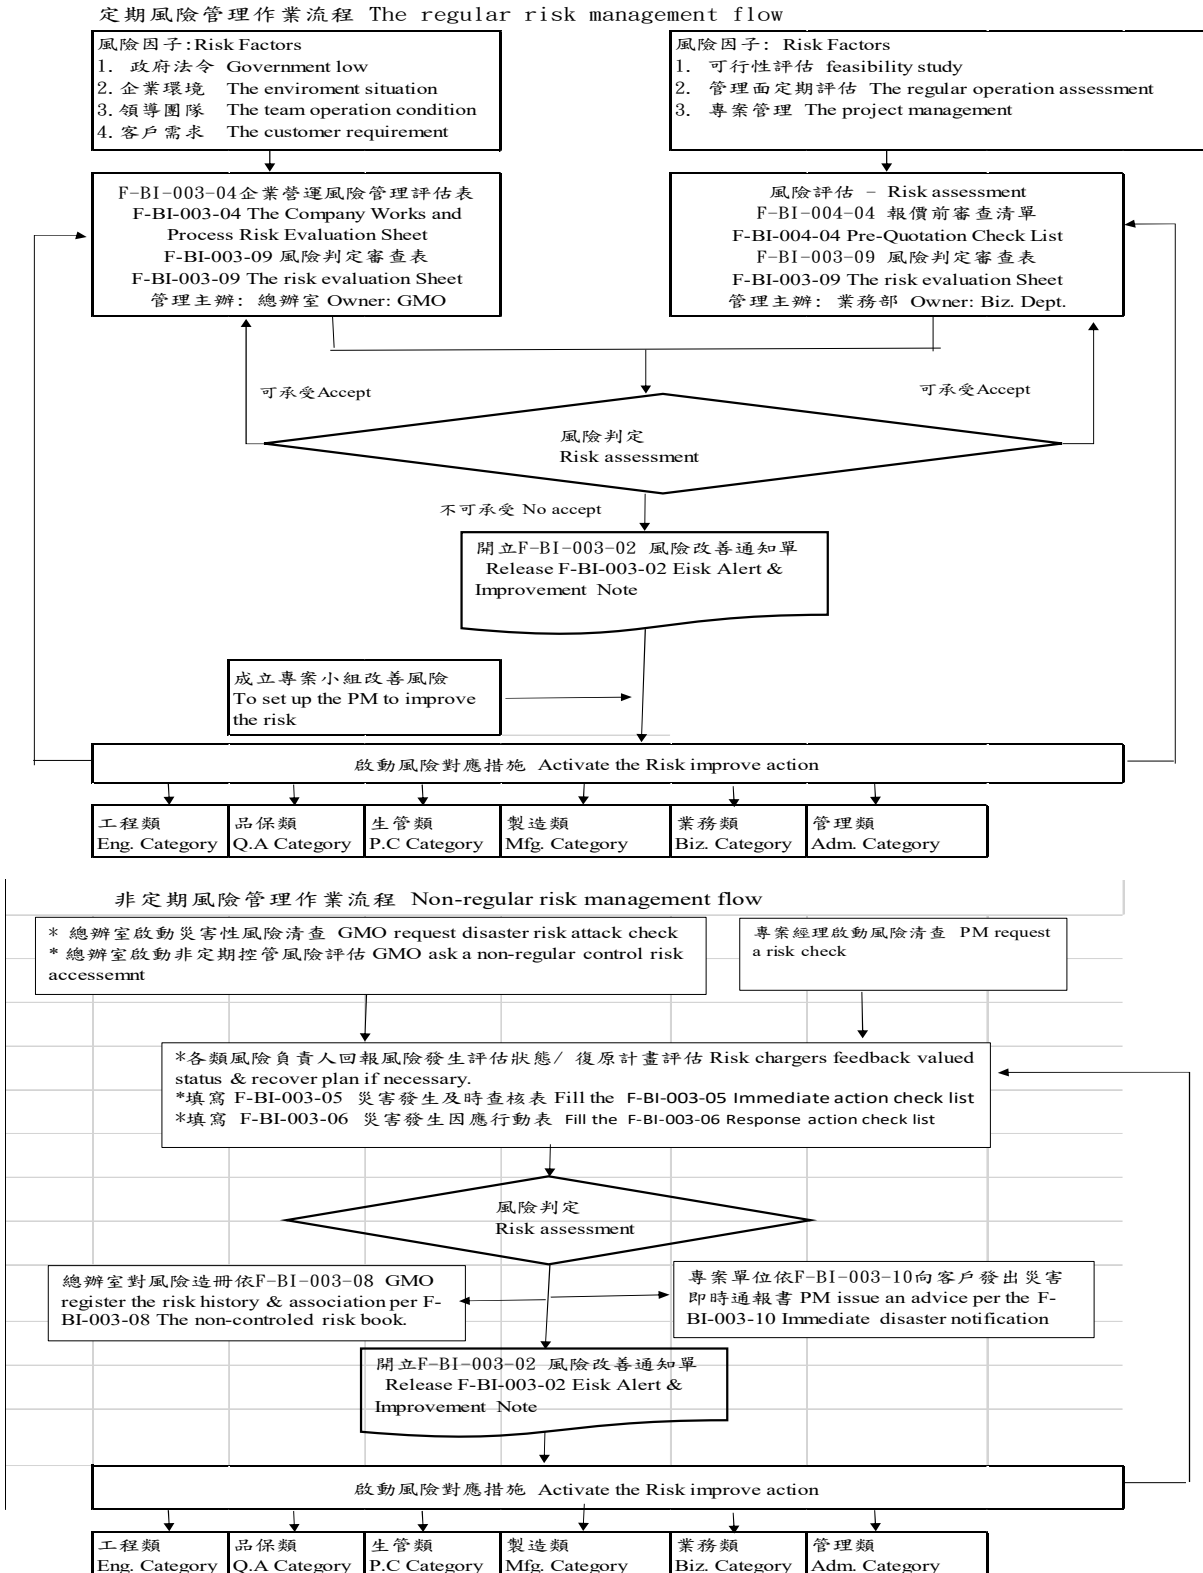 定期風險管理作業流程 The regular risk management flow
風險因子:Risk Factors
1. 政府法令 Government low
2. 企業環境 The enviroment situation
3. 領導團隊 The team operation condition
4. 客戶需求 The customer requirement
風險因子: Risk Factors
1. 可行性評估 feasibility study
2. 管理面定期評估 The regular operation assessment
3. 專案管理 The project management
F-BI-003-04企業營運風險管理評估表
F-BI-003-04 The Company Works and
Process Risk Evaluation Sheet
F-BI-003-09 風險判定審查表
F-BI-003-09 The risk evaluation Sheet
管理主辦: 總辦室 Owner: GMO
風險評估 - Risk assessment
F-BI-004-04 報價前審查清單
F-BI-004-04 Pre-Quotation Check List
F-BI-003-09 風險判定審查表
F-BI-003-09 The risk evaluation Sheet
管理主辦: 業務部 Owner: Biz. Dept.
可承受Accept
可承受Accept
風險判定
Risk assessment
不可承受 No accept
開立F-BI-003-02 風險改善通知單
Release F-BI-003-02 Eisk Alert &
Improvement Note
成立專案小組改善風險
To set up the PM to improve
the risk
啟動風險對應措施 Activate the Risk improve action
工程類
Eng. Category
品保類
Q.A Category
生管類
P.C Category
製造類
Mfg. Category
業務類
Biz. Category
管理類
Adm. Category
非定期風險管理作業流程 Non-regular risk management flow
* 總辦室啟動災害性風險清查 GMO request disaster risk attack check
* 總辦室啟動非定期控管風險評估 GMO ask a non-regular control risk
accessemnt
專案經理啟動風險清查 PM request
a risk check
*各類風險負責人回報風險發生評估狀態/ 復原計畫評估 Risk chargers feedback valued
status & recover plan if necessary.
*填寫 F-BI-003-05 災害發生及時查核表 Fill the F-BI-003-05 Immediate action check list
*填寫 F-BI-003-06 災害發生因應行動表 Fill the F-BI-003-06 Response action check list
風險判定
Risk assessment
總辦室對風險造冊依F-BI-003-08 GMO
register the risk history & association per F-
BI-003-08 The non-controled risk book.
專案單位依F-BI-003-10向客戶發出災害
即時通報書 PM issue an advice per the F-
BI-003-10 Immediate disaster notification
開立F-BI-003-02 風險改善通知單
Release F-BI-003-02 Eisk Alert &
Improvement Note
啟動風險對應措施 Activate the Risk improve action
工程類
Eng. Category
品保類
Q.A Category
生管類
P.C Category
製造類
Mfg. Category
業務類
Biz. Category
管理類
Adm. Category